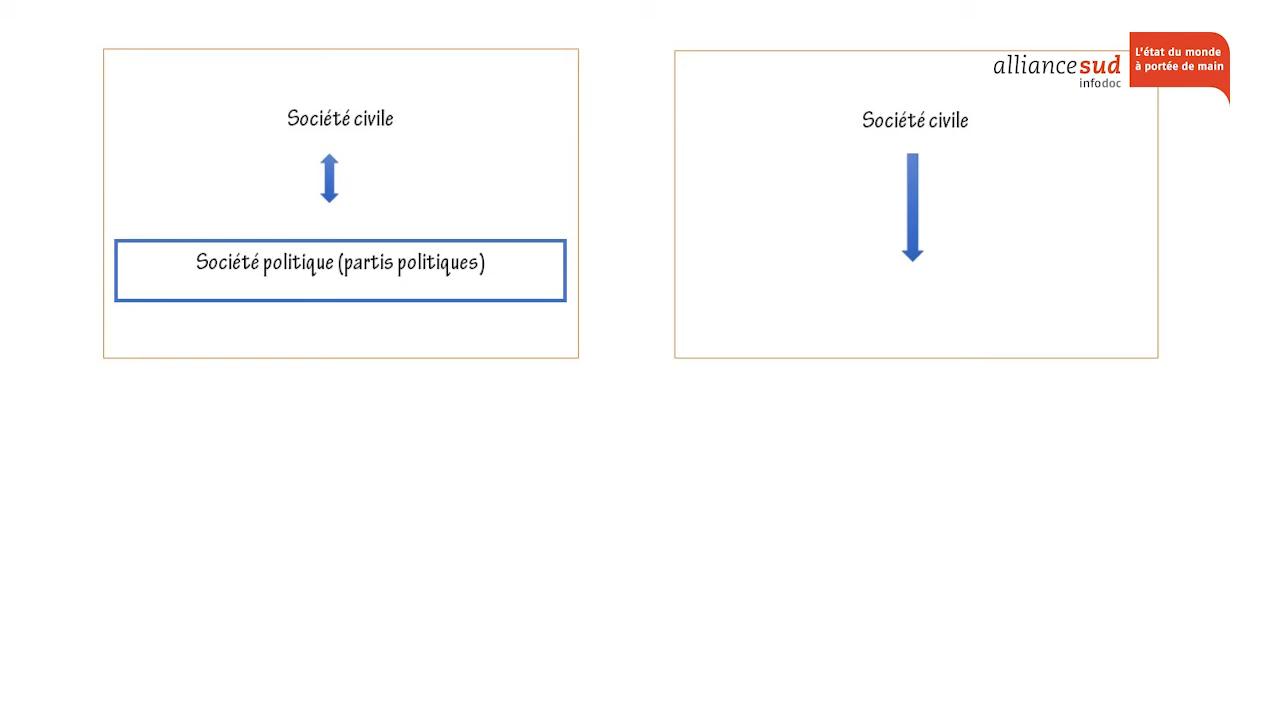 Société civile
Société politique (partis politiques)
Société civile
alliancesud
infodoc
L'état du monde
à portée de main